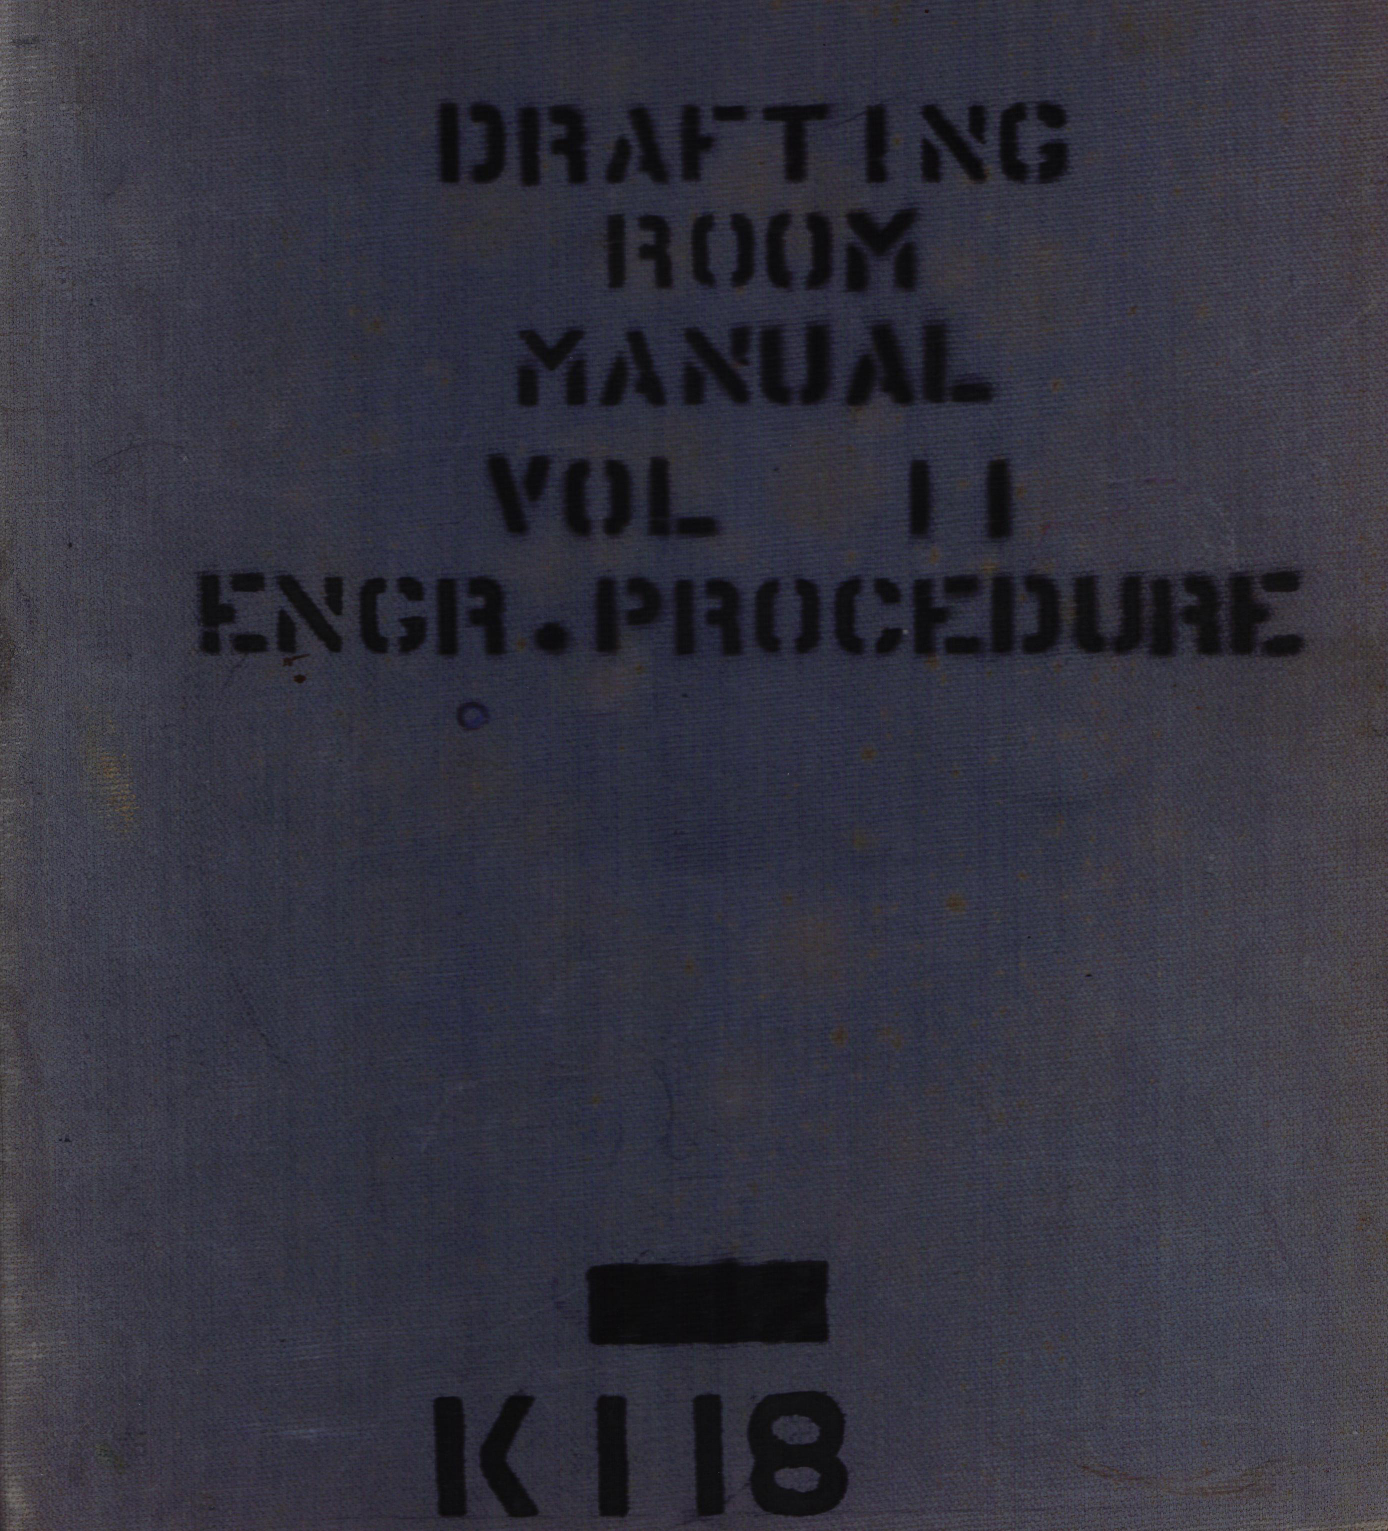 DRAFTING
ROOM
MANUAL
VOL II
ENGR. PROCEDURE
K118